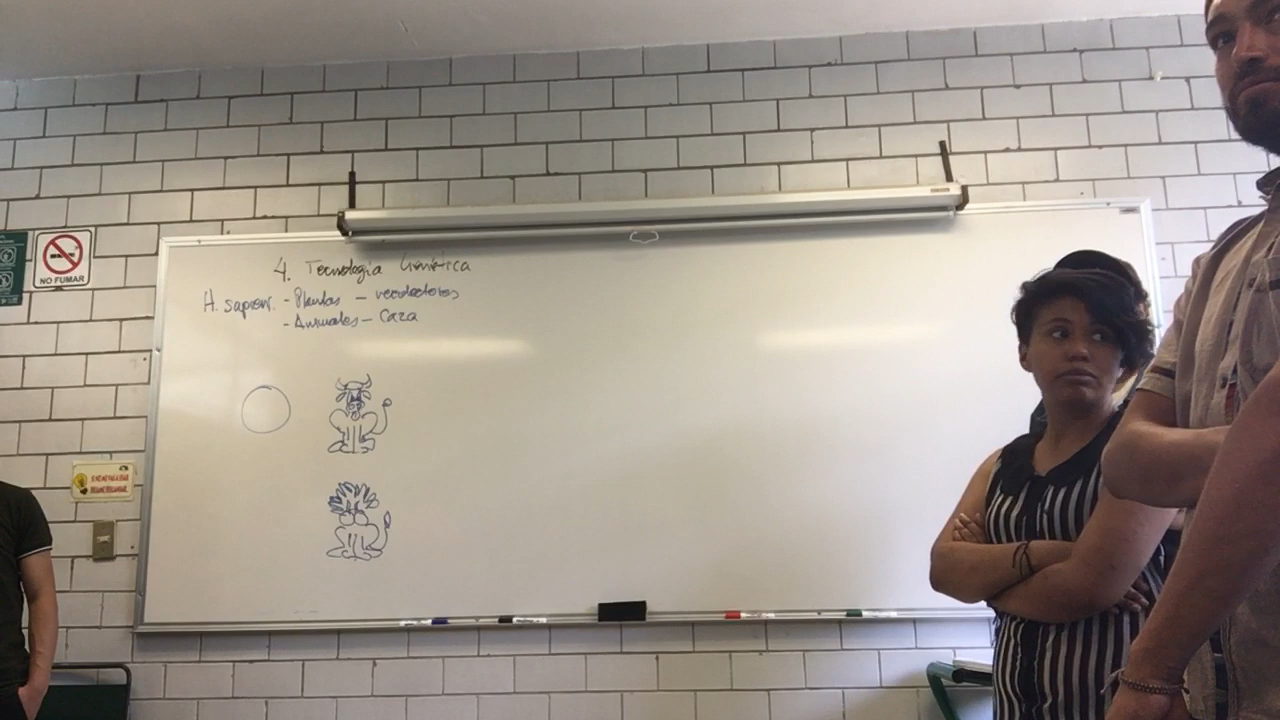 NO FUMAR
4. Tecnología Genética
H. sapiens. - Plantas - recolectores
- Animales - Caza